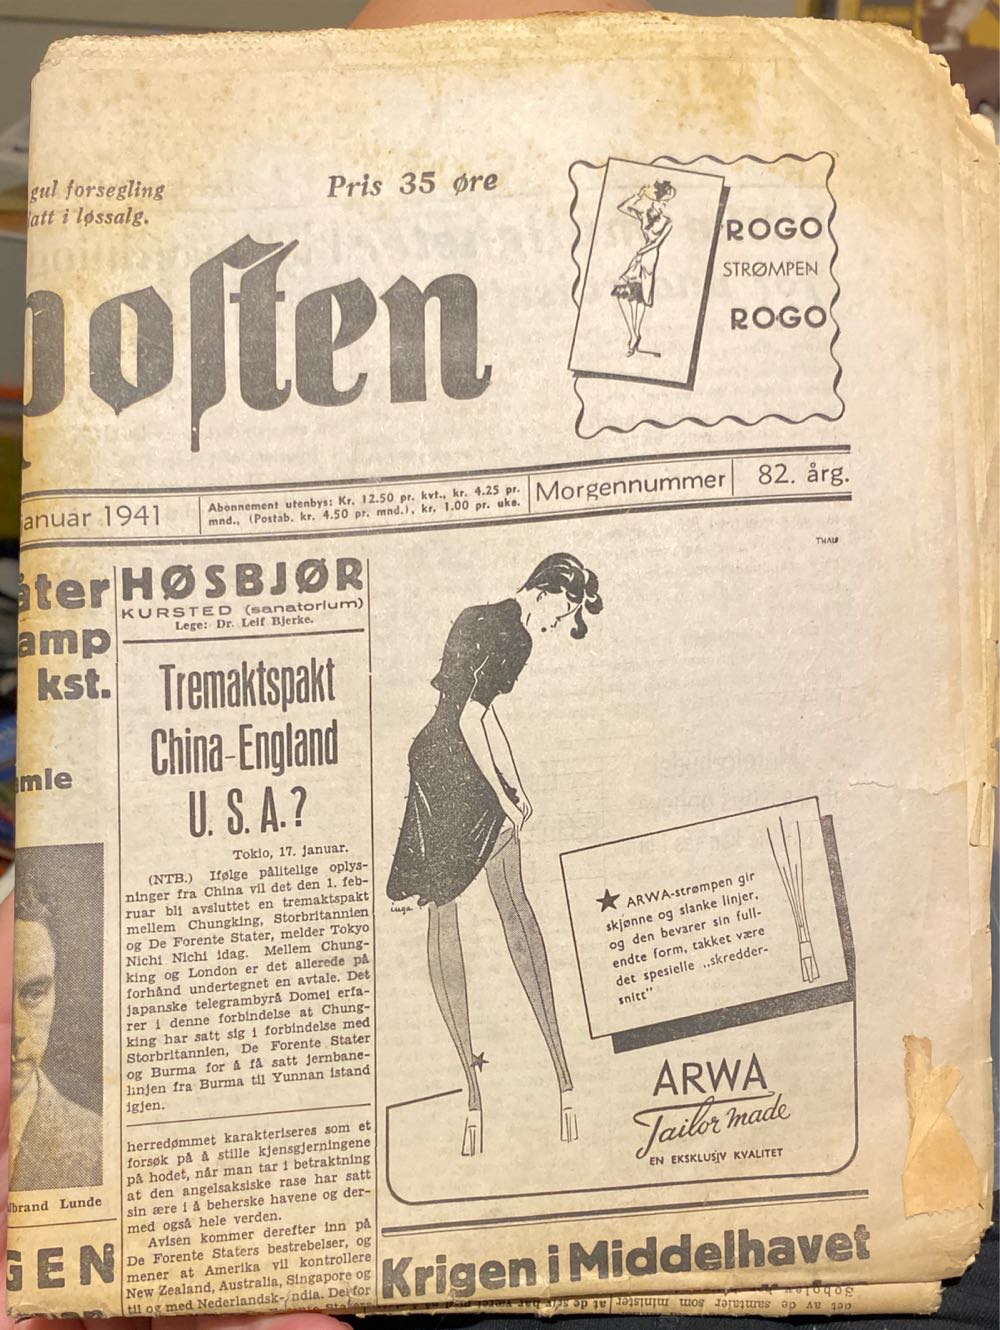 gul forsegling
latt i løssalg.
Pris 35 øre
posten
ROGO
STRØMPEN
ROGO
anuar 1941
Abonnement utenbys: Kr. 12.50 pr. kvt., kr. 4.25 pr.
mnd., (Postab. kr. 4.50 pr. mnd.), kr. 1.00 pr. uke.
Morgennummer
82. årg.
THAU
åter
amp
kst.
mle
lbrand Lunde
GEN
HØSBJØR
KURSTED (sanatorium)
Lege: Dr. Leif Bjerke.
Tremaktspakt
China-England
U. S. A.?
Tokio, 17. januar.
(NTB.) Ifølge pålitelige oplys-
ninger fra China vil det den 1. feb-
ruar bli avsluttet en tremaktspakt
mellem Chungking, Storbritannien
og De Forente Stater, melder Tokyo
Nichi Nichi idag. Mellem Chung-
king og London er det allerede på
forhånd undertegnet en avtale. Det
japanske telegrambyrå Domei erfa-
rer i denne forbindelse at Chung-
king har satt sig i forbindelse med
Storbritannien, De Forente Stater
og Burma for å få satt jernbane-
linjen fra Burma til Yunnan istand
igjen.
herredømmet karakteriseres som et
forsøk på å stille kjensgjerningene
på hodet, når man tar i betraktning
at den angelsaksiske rase har satt
sin ære i å beherske havene og der-
med også hele verden.
Avisen kommer derefter inn på
De Forente Staters bestrebelser, og
mener at Amerika vil kontrollere
New Zealand, Australia, Singapore og
til og med Nederlandsk-India. Derfor
inga
★ ARWA-strømpen gir
skjønne og slanke linjer,
og den bevarer sin full-
endte form, takket være
det spesielle „skredder-
snitt"
ARWA
Tailor made
EN EKSKLUSIV KVALITET
Krigen i Middelhavet
det av de samtaler som minister